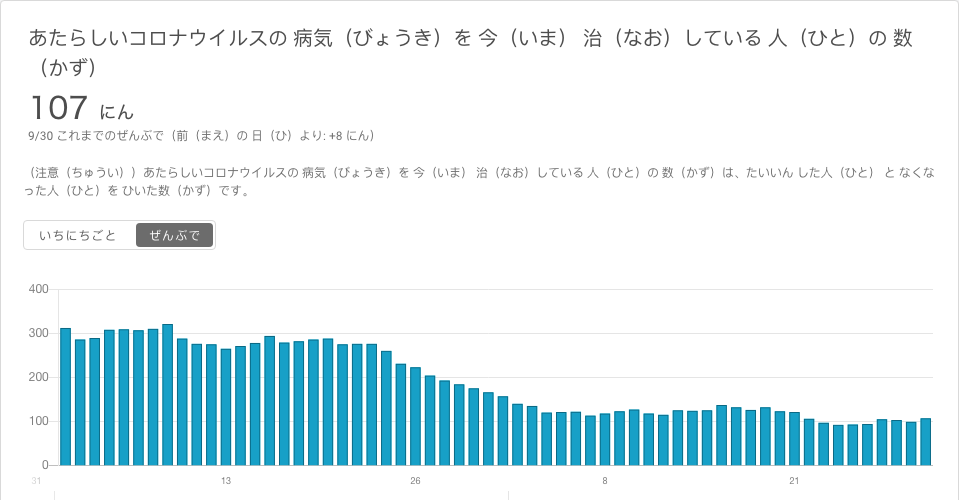 あたらしいコロナウイルスの 病気（びょうき）を 今（いま） 治（なお）している 人（ひと）の 数
（かず）
107 にん
9/30 これまでのぜんぶで（前（まえ）の 日（ひ）より: +8 にん）
（注意（ちゅうい））あたらしいコロナウイルスの 病気（びょうき）を 今（いま） 治（なお）している 人（ひと）の 数（かず）は、たいいん した人（ひと） と なくな
った人（ひと）を ひいた数（かず）です。
いちにちごと ぜんぶで
400
300
200
100
0
31 13 26 8 21